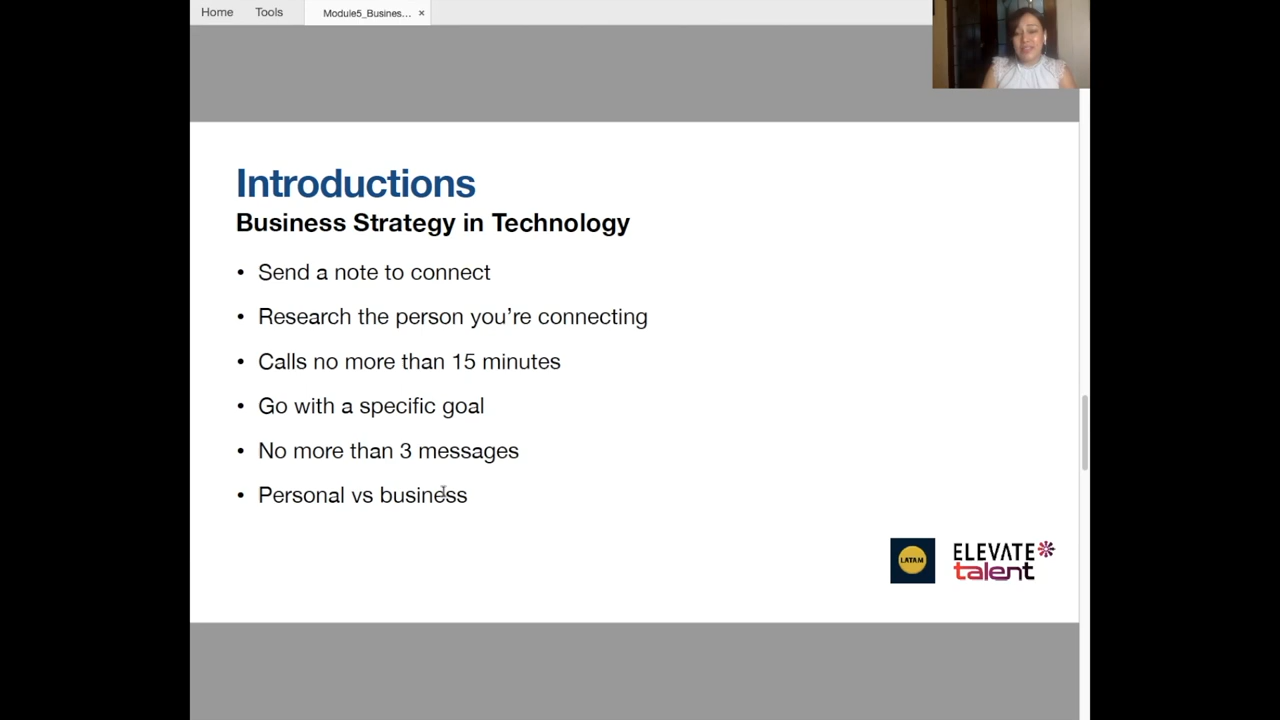 Home Tools Module5_Busines... ×
Introductions
Business Strategy in Technology
• Send a note to connect
• Research the person you’re connecting
• Calls no more than 15 minutes
• Go with a specific goal
• No more than 3 messages
• Personal vs business
LATAM
ELEVATE
talent